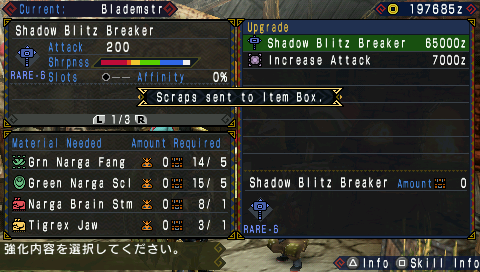 Current: Blademstr
197685z
Shadow Blitz Breaker
Attack 200
Shrpnss
RARE-6 Slots ●―― Affinity 0%
L 1/3 R
Upgrade
Shadow Blitz Breaker 65000z
Increase Attack 7000z
Scraps sent to Item Box.
Material Needed Amount Required
Grn Narga Fang 0 14/ 5
Green Narga Scl 0 15/ 5
Narga Brain Stm 0 8/ 1
Tigrex Jaw 0 3/ 1
Shadow Blitz Breaker Amount 0
RARE-6
強化内容を選択してください。
△ Info □ Skill Info